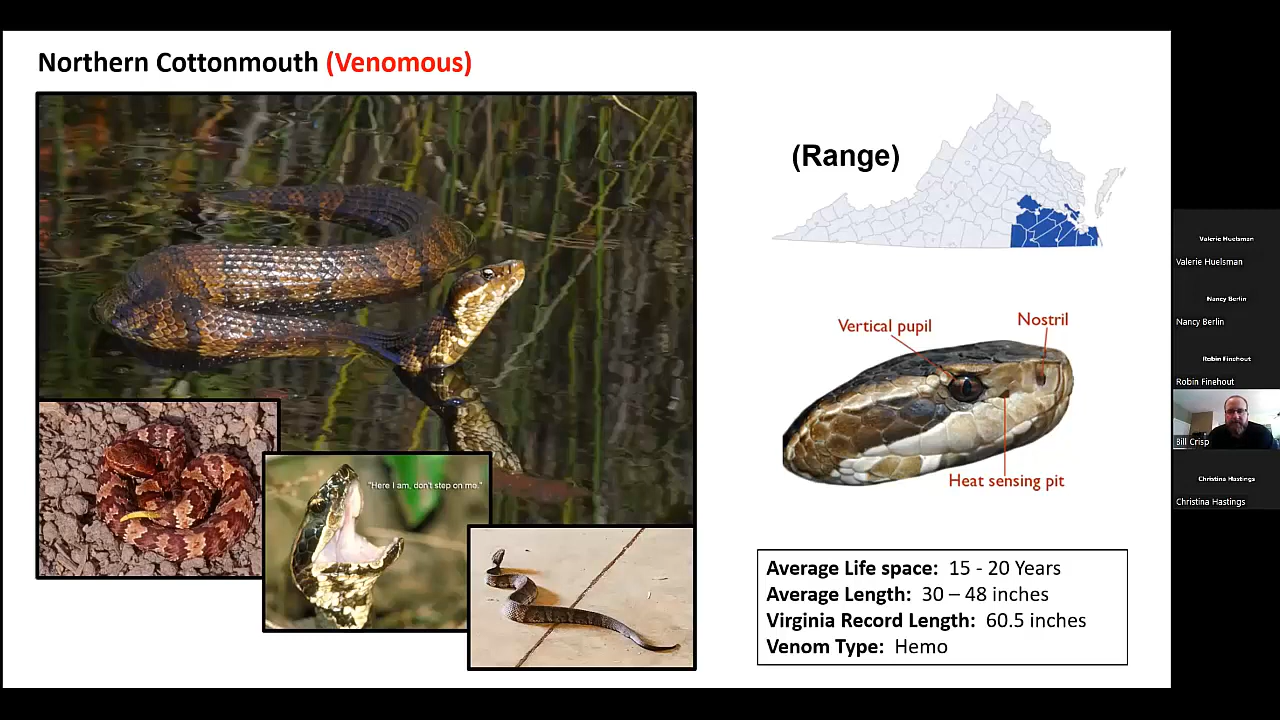 Northern Cottonmouth (Venomous)
(Range)
Vertical pupil
Nostril
Heat sensing pit
"Here I am, don't step on me."
Average Life space: 15 - 20 Years
Average Length: 30 – 48 inches
Virginia Record Length: 60.5 inches
Venom Type: Hemo
Valerie Huelsman
Valerie Huelsman
Nancy Berlin
Nancy Berlin
Robin Finehout
Robin Finehout
Bill Crisp
Christina Hastings
Christina Hastings